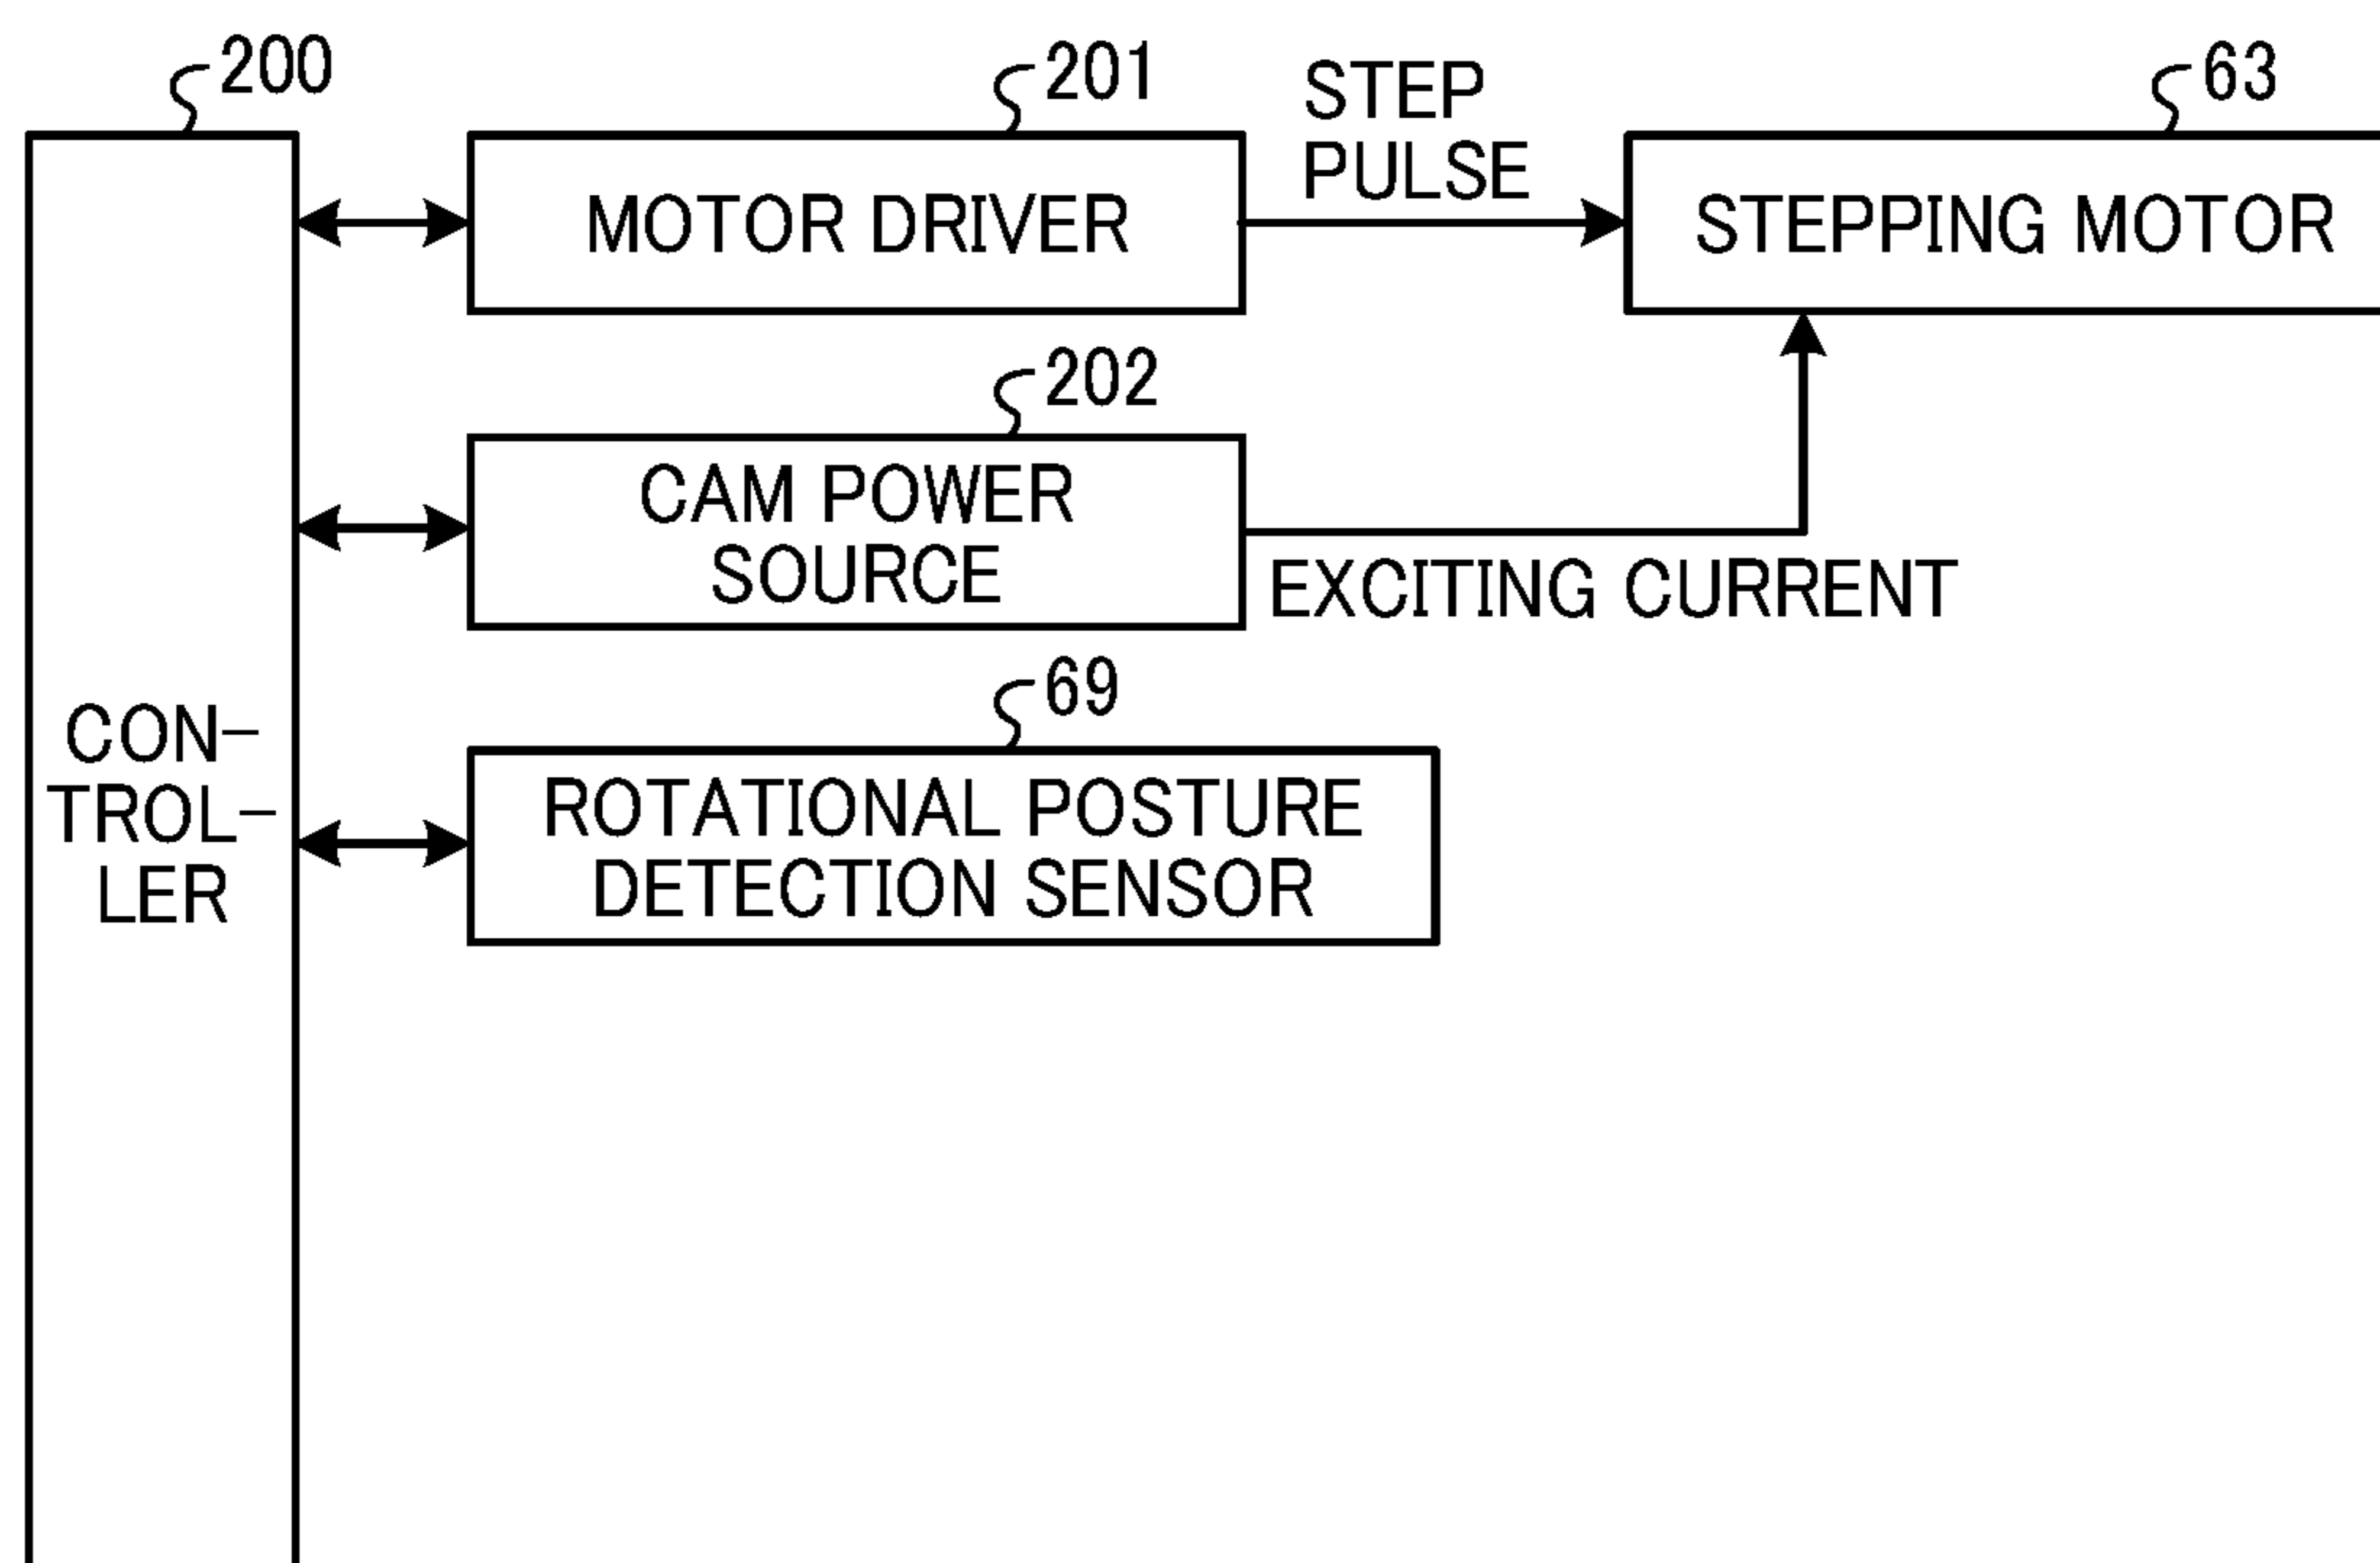 200
201
STEP
PULSE
63
MOTOR DRIVER
STEPPING MOTOR
202
CAM POWER
SOURCE
EXCITING CURRENT
69
CON-
TROL-
LER
ROTATIONAL POSTURE
DETECTION SENSOR